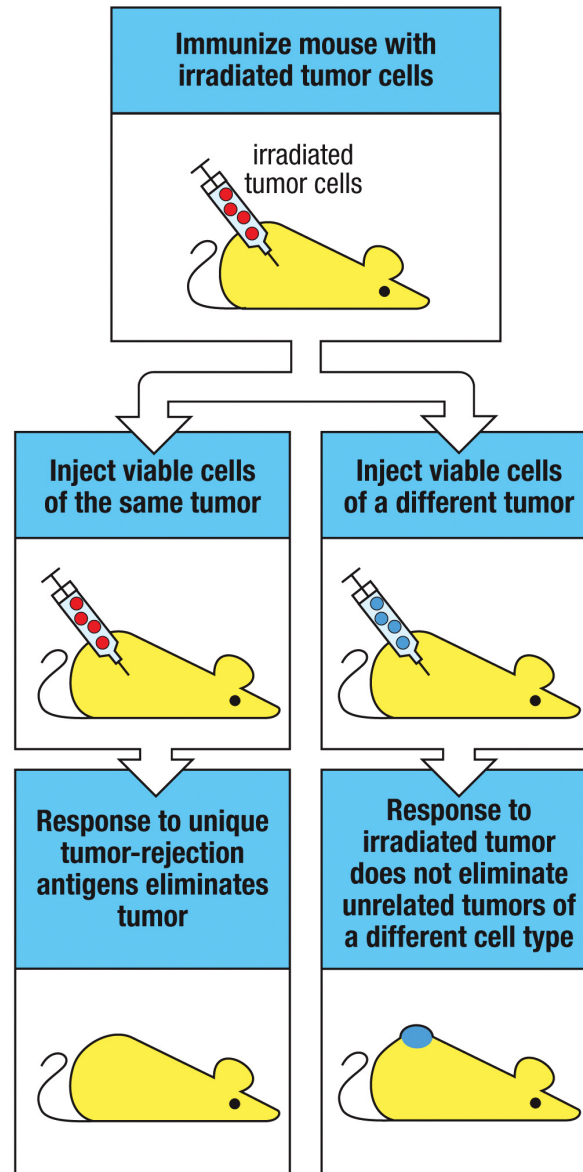 Immunize mouse with
irradiated tumor cells
irradiated
tumor cells
Inject viable cells
of the same tumor
Inject viable cells
of a different tumor
Response to unique
tumor-rejection
antigens eliminates
tumor
Response to
irradiated tumor
does not eliminate
unrelated tumors of
a different cell type